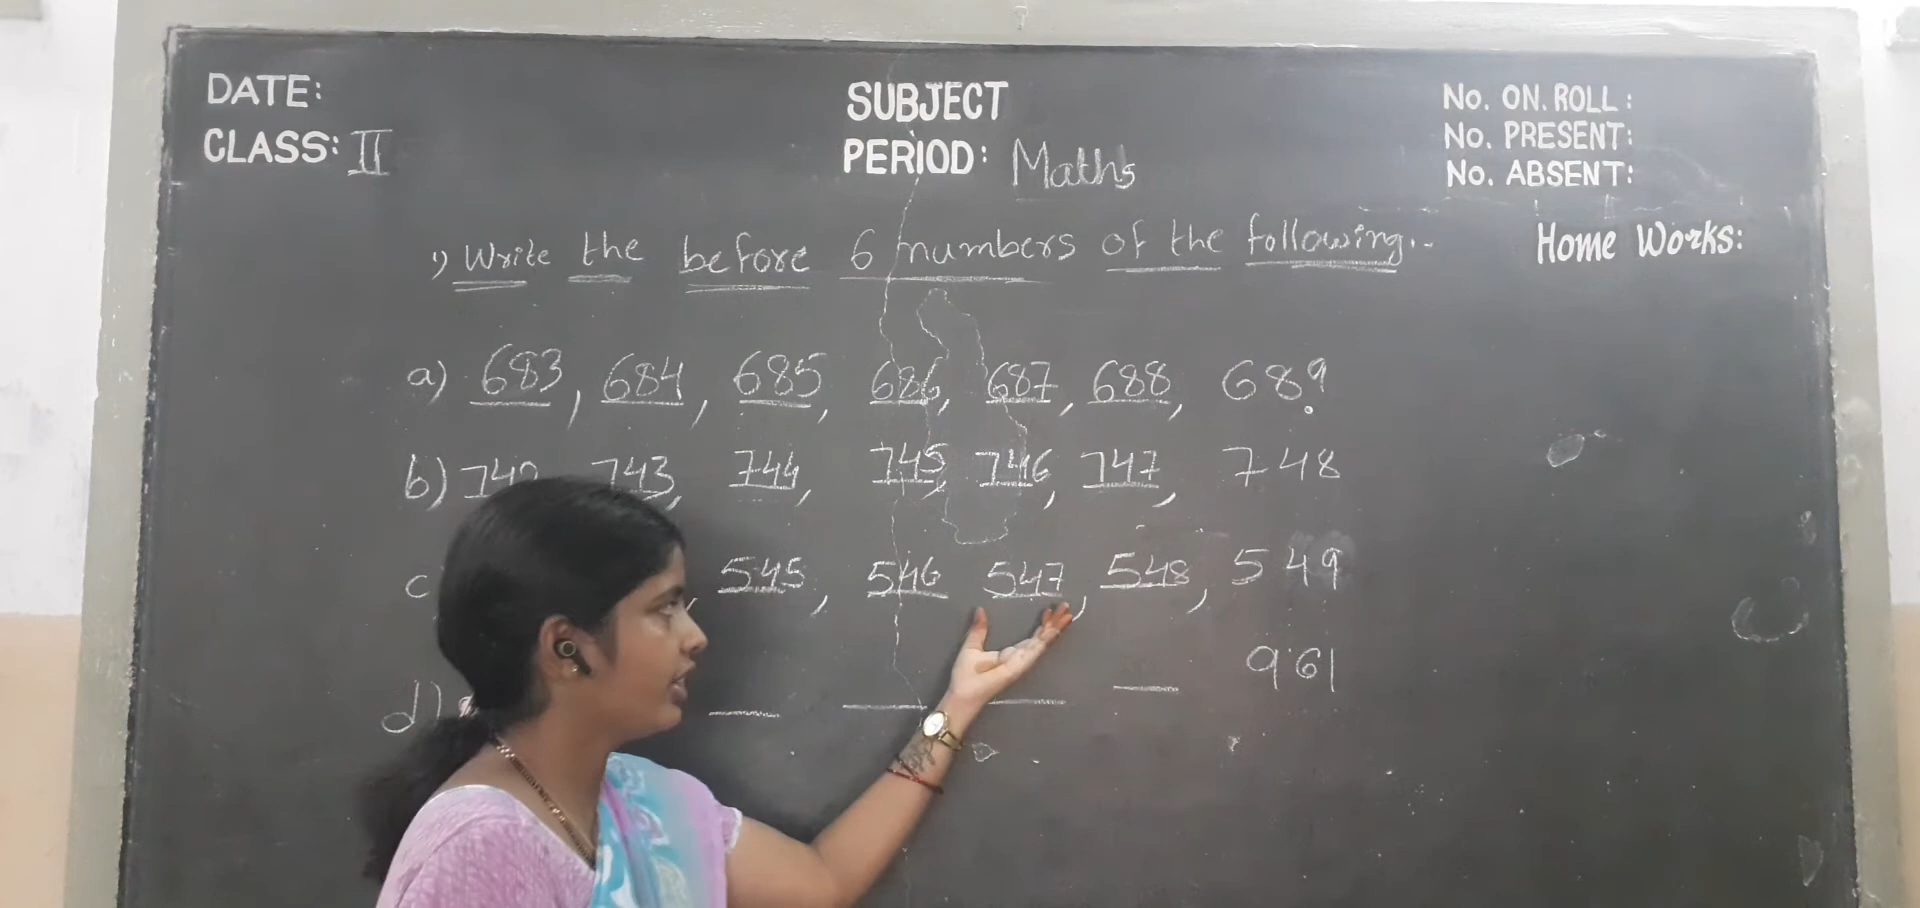 DATE:
CLASS: II
SUBJECT
PERIOD: Maths
No. ON. ROLL:
No. PRESENT:
No. ABSENT:
Home Works:
1) Write the before 6 numbers of the following..
a) 683, 684, 685, 686, 687, 688, 689.
b) 742 743, 744, 745, 746, 747, 748
c 545, 546 547, 548, 549
d) 961